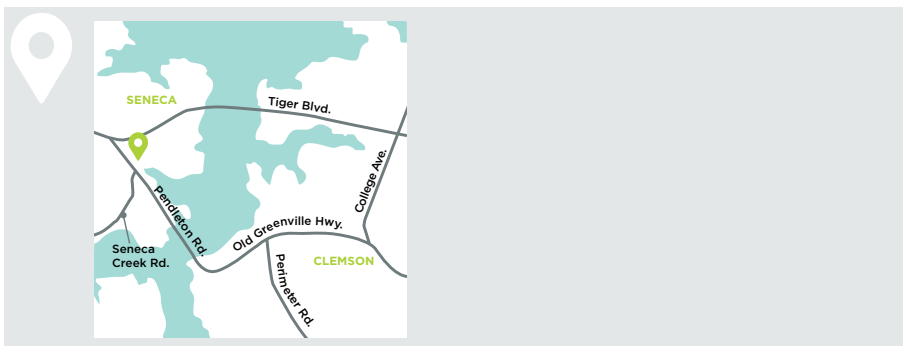 SENECA
Tiger Blvd.
College Ave.
Pendleton Rd.
Old Greenville Hwy.
Seneca
Creek Rd.
CLEMSON
Perimeter Rd.